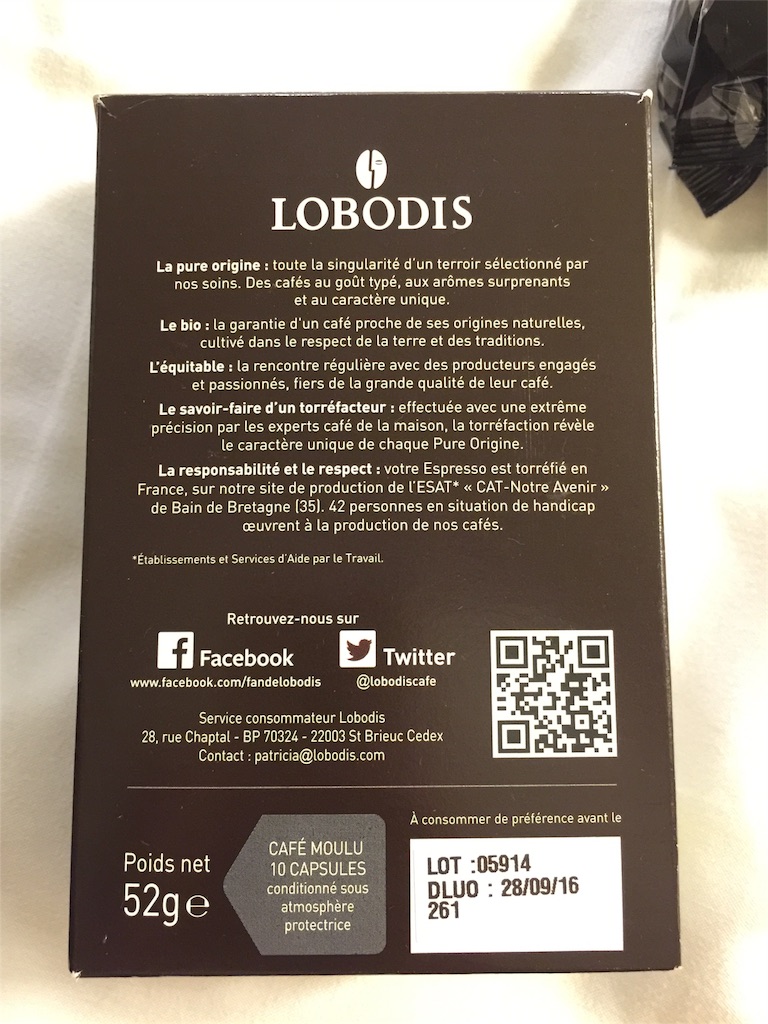 LOBODIS
La pure origine : toute la singularité d'un terroir sélectionné par
nos soins. Des cafés au goût typé, aux arômes surprenants
et au caractère unique.
Le bio : la garantie d'un café proche de ses origines naturelles,
cultivé dans le respect de la terre et des traditions.
L'équitable : la rencontre régulière avec des producteurs engagés
et passionnés, fiers de la grande qualité de leur café.
Le savoir-faire d'un torréfacteur : effectuée avec une extrême
précision par les experts café de la maison, la torréfaction révèle
le caractère unique de chaque Pure Origine.
La responsabilité et le respect : votre Espresso est torréfié en
France, sur notre site de production de l'ESAT* « CAT-Notre Avenir »
de Bain de Bretagne (35). 42 personnes en situation de handicap
œuvrent à la production de nos cafés.
*Établissements et Services d'Aide par le Travail.
Retrouvez-nous sur
f Facebook
Twitter
www.facebook.com/fandelobodis
@lobodiscafe
Service consommateur Lobodis
28, rue Chaptal - BP 70324 - 22003 St Brieuc Cedex
Contact : patricia@lobodis.com
Poids net
52g e
CAFÉ MOULU
10 CAPSULES
conditionné sous
atmosphère
protectrice
À consommer de préférence avant le
LOT :05914
DLUO : 28/09/16
261